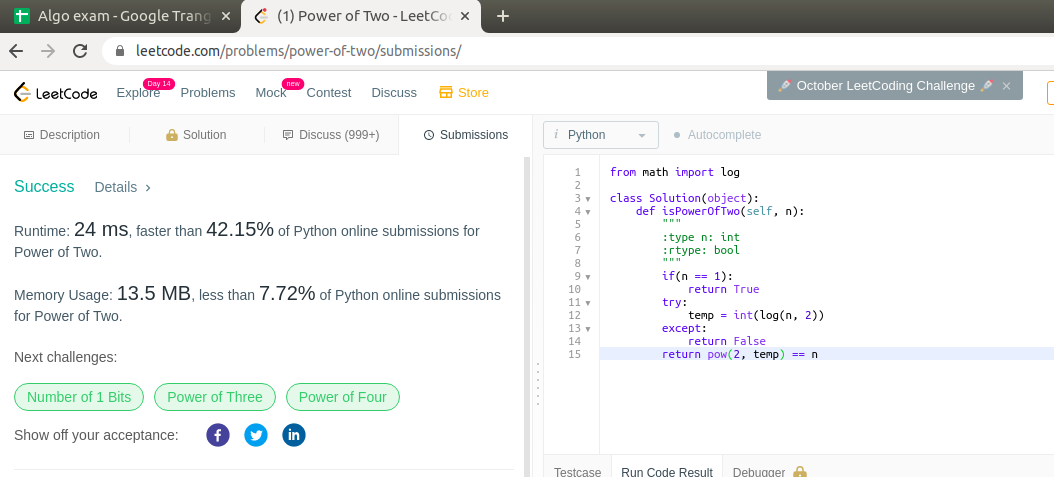 Algo exam - Google Trang
(1) Power of Two - LeetCo
leetcode.com/problems/power-of-two/submissions/
LeetCode
Explore
Day 14
Problems
Mock
new
Contest
Discuss
Store
October LeetCoding Challenge
Description
Solution
Discuss (999+)
Submissions
i Python
Autocomplete
Success
Details
Runtime: 24 ms, faster than 42.15% of Python online submissions for
Power of Two.
Memory Usage: 13.5 MB, less than 7.72% of Python online submissions
for Power of Two.
Next challenges:
Number of 1 Bits
Power of Three
Power of Four
Show off your acceptance:
f
in
1 from math import log
2
3 class Solution(object):
4 def isPowerOfTwo(self, n):
5 """
6 :type n: int
7 :rtype: bool
8 """
9 if(n == 1):
10 return True
11 try:
12 temp = int(log(n, 2))
13 except:
14 return False
15 return pow(2, temp) == n
Testcase
Run Code Result
Debugger